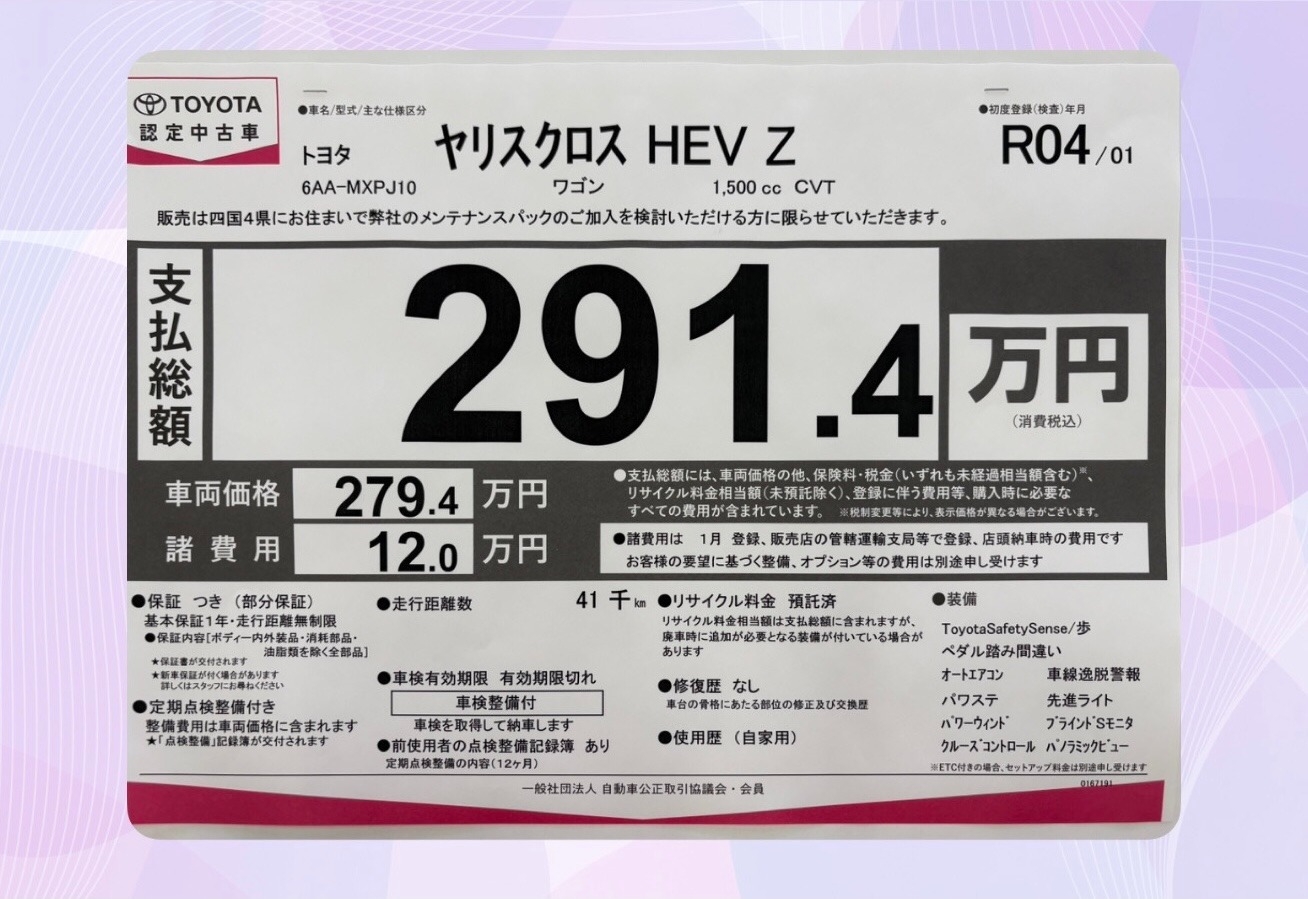 TOYOTA
認定中古車
●車名/型式/主な仕様区分
●初度登録(検査)年月
トヨタ ヤリスクロス HEV Z R04/01
6AA-MXPJ10 ワゴン 1,500 cc CVT
販売は四国4県にお住まいで弊社のメンテナンスパックのご加入を検討いただける方に限らせていただきます。
支払総額
291.4
万円
(消費税込)
車両価格 279.4 万円
諸費用 12.0 万円
●支払総額には、車両価格の他、保険料・税金(いずれも未経過相当額含む)※、
リサイクル料金相当額(未預託除く)、登録に伴う費用等、購入時に必要な
すべての費用が含まれています。 ※税制変更等により、表示価格が異なる場合がございます。
●諸費用は 1月 登録、販売店の管轄運輸支局等で登録、店頭納車時の費用です
お客様の要望に基づく整備、オプション等の費用は別途申し受けます
●保証 つき (部分保証)
基本保証1年・走行距離無制限
●保証内容[ボディー内外装品・消耗部品・
油脂類を除く全部品]
★保証書が交付されます
★新車保証が付く場合があります
詳しくはスタッフにお尋ねください
●定期点検整備付き
整備費用は車両価格に含まれます
★「点検整備」記録簿が交付されます
●走行距離数 41 千km
●車検有効期限 有効期限切れ
車検整備付
車検を取得して納車します
●前使用者の点検整備記録簿 あり
定期点検整備の内容(12ヶ月)
●リサイクル料金 預託済
リサイクル料金相当額は支払総額に含まれますが、
廃車時に追加が必要となる装備が付いている場合が
あります
●修復歴 なし
車台の骨格にあたる部位の修正及び交換歴
●使用歴 (自家用)
●装備
ToyotaSafetySense/歩
ペダル踏み間違い
オートエアコン 車線逸脱警報
パワステ 先進ライト
パワーウィンド ブラインドSモニタ
クルーズコントロール パノラミックビュー
※ETC付きの場合、セットアップ料金は別途申し受けます
0167191
一般社団法人 自動車公正取引協議会・会員